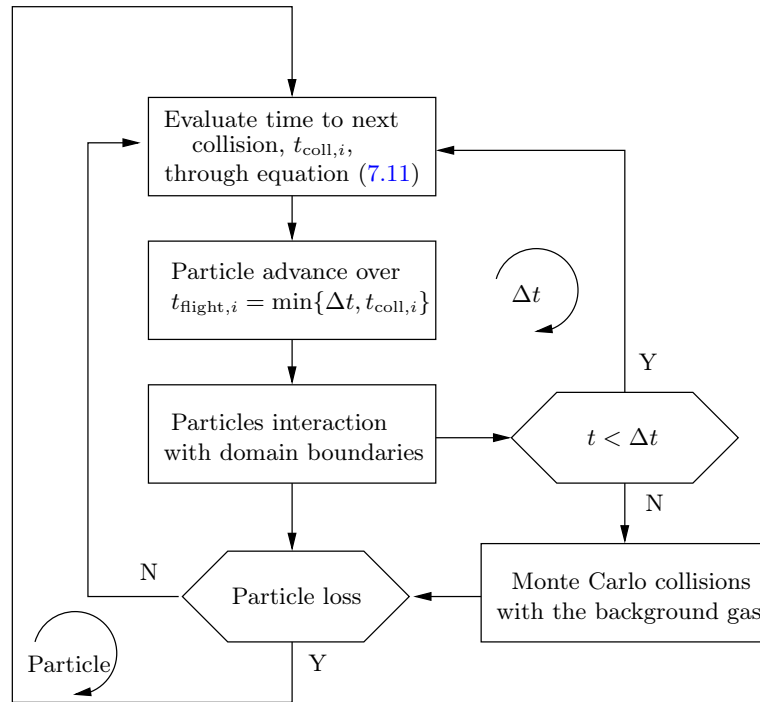 Evaluate time to next
collision, t_coll,i,
through equation (7.11)
Particle advance over
t_flight,i = min{Δt, t_coll,i}
Δt
Y
Particles interaction
with domain boundaries
t < Δt
N
N
Particle loss
Monte Carlo collisions
with the background gas
Particle
Y